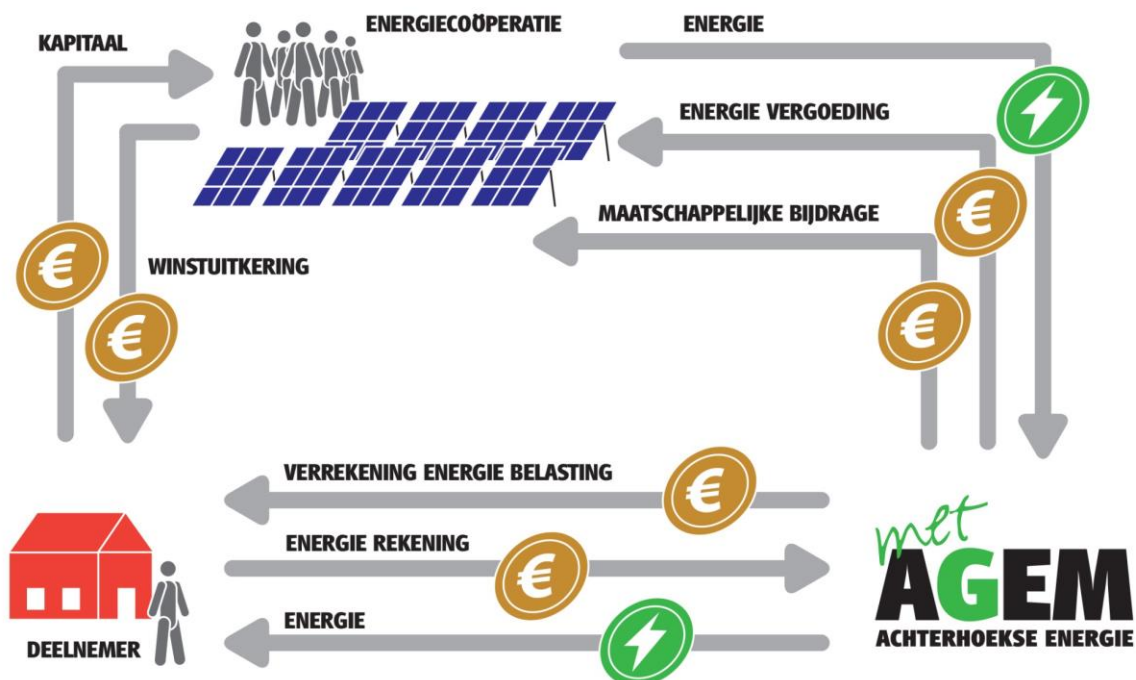 ENERGIECOÖPERATIE
ENERGIE
KAPITAAL
ENERGIE VERGOEDING
€
MAATSCHAPPELIJKE BIJDRAGE
€
WINSTUITKERING
€
€
VERREKENING ENERGIE BELASTING
€
ENERGIE REKENING
€
ENERGIE
DEELNEMER
met
AGEM
ACHTERHOEKSE ENERGIE